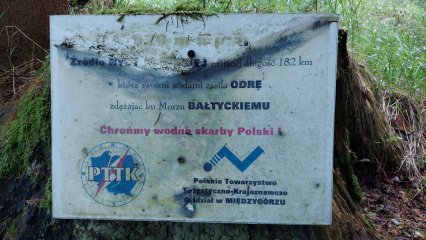 Źródło
długość 182 km
która swoimi wodami zasila ODRĘ
zdążając ku Morzu BAŁTYCKIEMU
Chrońmy wodne skarby Polski !
PTTK
Polskie Towarzystwo
Turystyczno-Krajoznawcze
Oddział w MIĘDZYGÓRZU